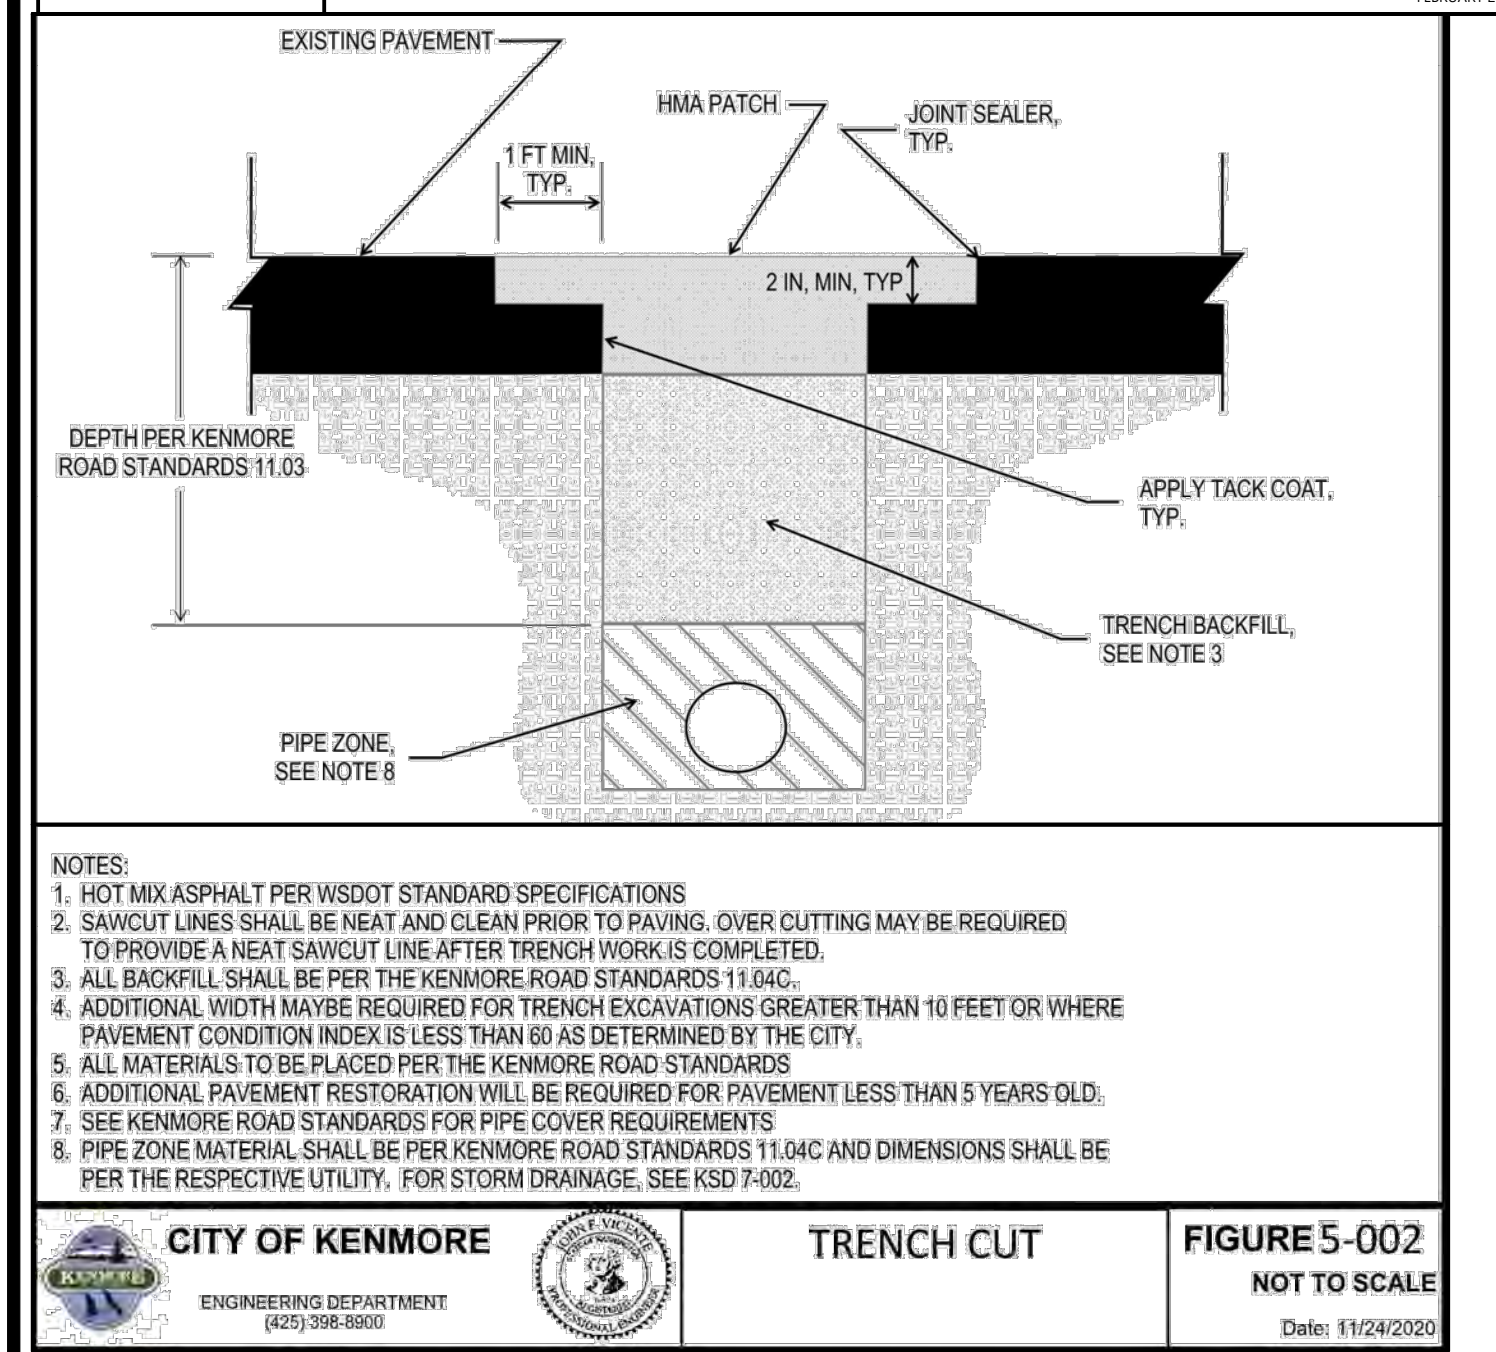 EXISTING PAVEMENT
HMA PATCH
JOINT SEALER,
TYP.
1 FT MIN,
TYP.
2 IN, MIN, TYP
DEPTH PER KENMORE
ROAD STANDARDS 11.03
APPLY TACK COAT,
TYP.
TRENCH BACKFILL,
SEE NOTE 3
PIPE ZONE,
SEE NOTE 8
NOTES:
1. HOT MIX ASPHALT PER WSDOT STANDARD SPECIFICATIONS
2. SAWCUT LINES SHALL BE NEAT AND CLEAN PRIOR TO PAVING. OVER CUTTING MAY BE REQUIRED
TO PROVIDE A NEAT SAWCUT LINE AFTER TRENCH WORK IS COMPLETED.
3. ALL BACKFILL SHALL BE PER THE KENMORE ROAD STANDARDS 11.04C.
4. ADDITIONAL WIDTH MAYBE REQUIRED FOR TRENCH EXCAVATIONS GREATER THAN 10 FEET OR WHERE
PAVEMENT CONDITION INDEX IS LESS THAN 60 AS DETERMINED BY THE CITY.
5. ALL MATERIALS TO BE PLACED PER THE KENMORE ROAD STANDARDS
6. ADDITIONAL PAVEMENT RESTORATION WILL BE REQUIRED FOR PAVEMENT LESS THAN 5 YEARS OLD.
7. SEE KENMORE ROAD STANDARDS FOR PIPE COVER REQUIREMENTS
8. PIPE ZONE MATERIAL SHALL BE PER KENMORE ROAD STANDARDS 11.04C AND DIMENSIONS SHALL BE
PER THE RESPECTIVE UTILITY. FOR STORM DRAINAGE, SEE KSD 7-002.
KENMORE
CITY OF KENMORE
ENGINEERING DEPARTMENT
(425) 398-8900
JOHN F. VICENTE
REGISTERED
PROFESSIONAL ENGINEER
TRENCH CUT
FIGURE 5-002
NOT TO SCALE
Date: 11/24/2020